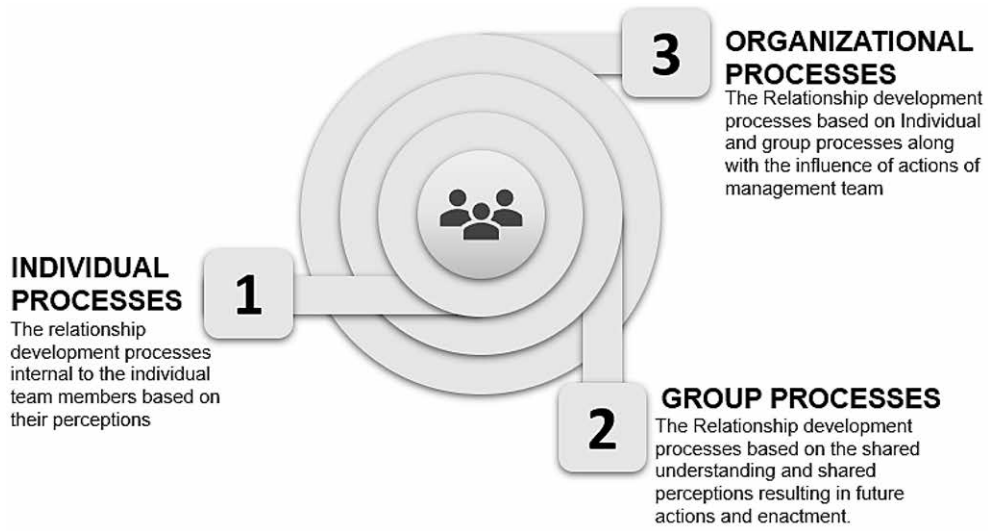 1
INDIVIDUAL
PROCESSES
The relationship
development processes
internal to the individual
team members based on
their perceptions
2
GROUP PROCESSES
The Relationship development
processes based on the shared
understanding and shared
perceptions resulting in future
actions and enactment.
3
ORGANIZATIONAL
PROCESSES
The Relationship development
processes based on Individual
and group processes along
with the influence of actions of
management team